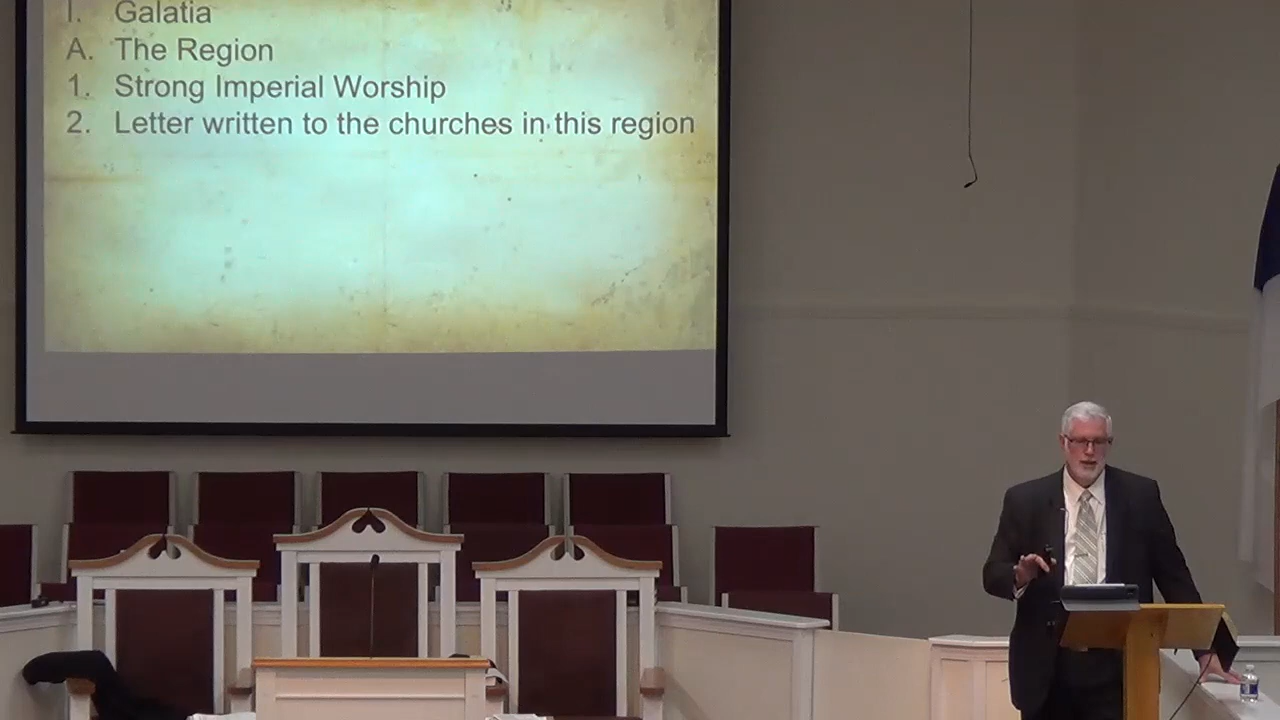 I. Galatia
A. The Region
1. Strong Imperial Worship
2. Letter written to the churches in this region